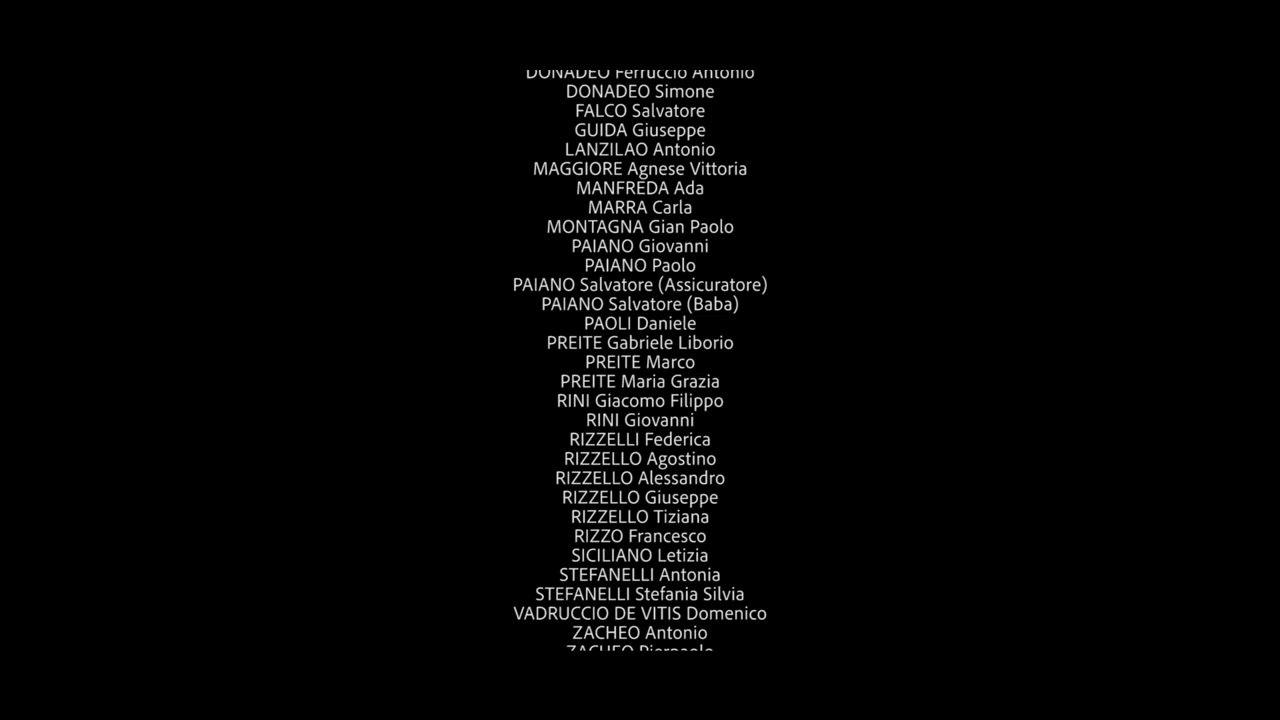 DONADEO Ferruccio Antonio
DONADEO Simone
FALCO Salvatore
GUIDA Giuseppe
LANZILAO Antonio
MAGGIORE Agnese Vittoria
MANFREDA Ada
MARRA Carla
MONTAGNA Gian Paolo
PAIANO Giovanni
PAIANO Paolo
PAIANO Salvatore (Assicuratore)
PAIANO Salvatore (Baba)
PAOLI Daniele
PREITE Gabriele Liborio
PREITE Marco
PREITE Maria Grazia
RINI Giacomo Filippo
RINI Giovanni
RIZZELLI Federica
RIZZELLO Agostino
RIZZELLO Alessandro
RIZZELLO Giuseppe
RIZZELLO Tiziana
RIZZO Francesco
SICILIANO Letizia
STEFANELLI Antonia
STEFANELLI Stefania Silvia
VADRUCCIO DE VITIS Domenico
ZACHEO Antonio
ZACHEO Pierpaolo